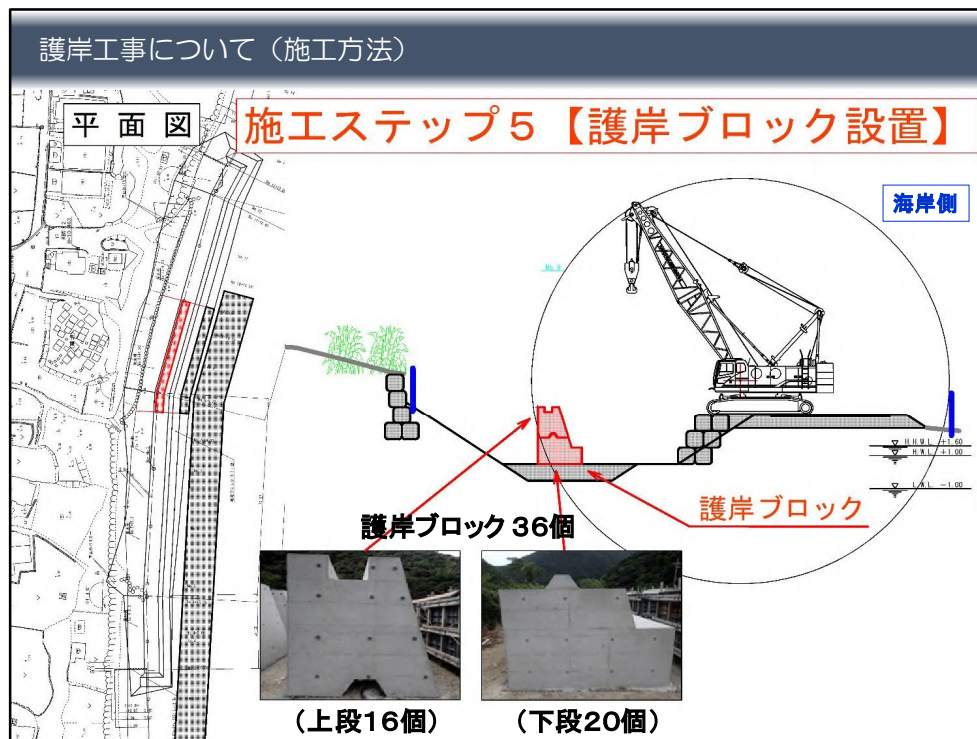 護岸工事について（施工方法）
平面図
施工ステップ５【護岸ブロック設置】
海岸側
No. 9
H.H.W.L. +1.60
H.W.L. +1.00
L.W.L. -1.00
護岸ブロック
護岸ブロック 36個
（上段16個）
（下段20個）